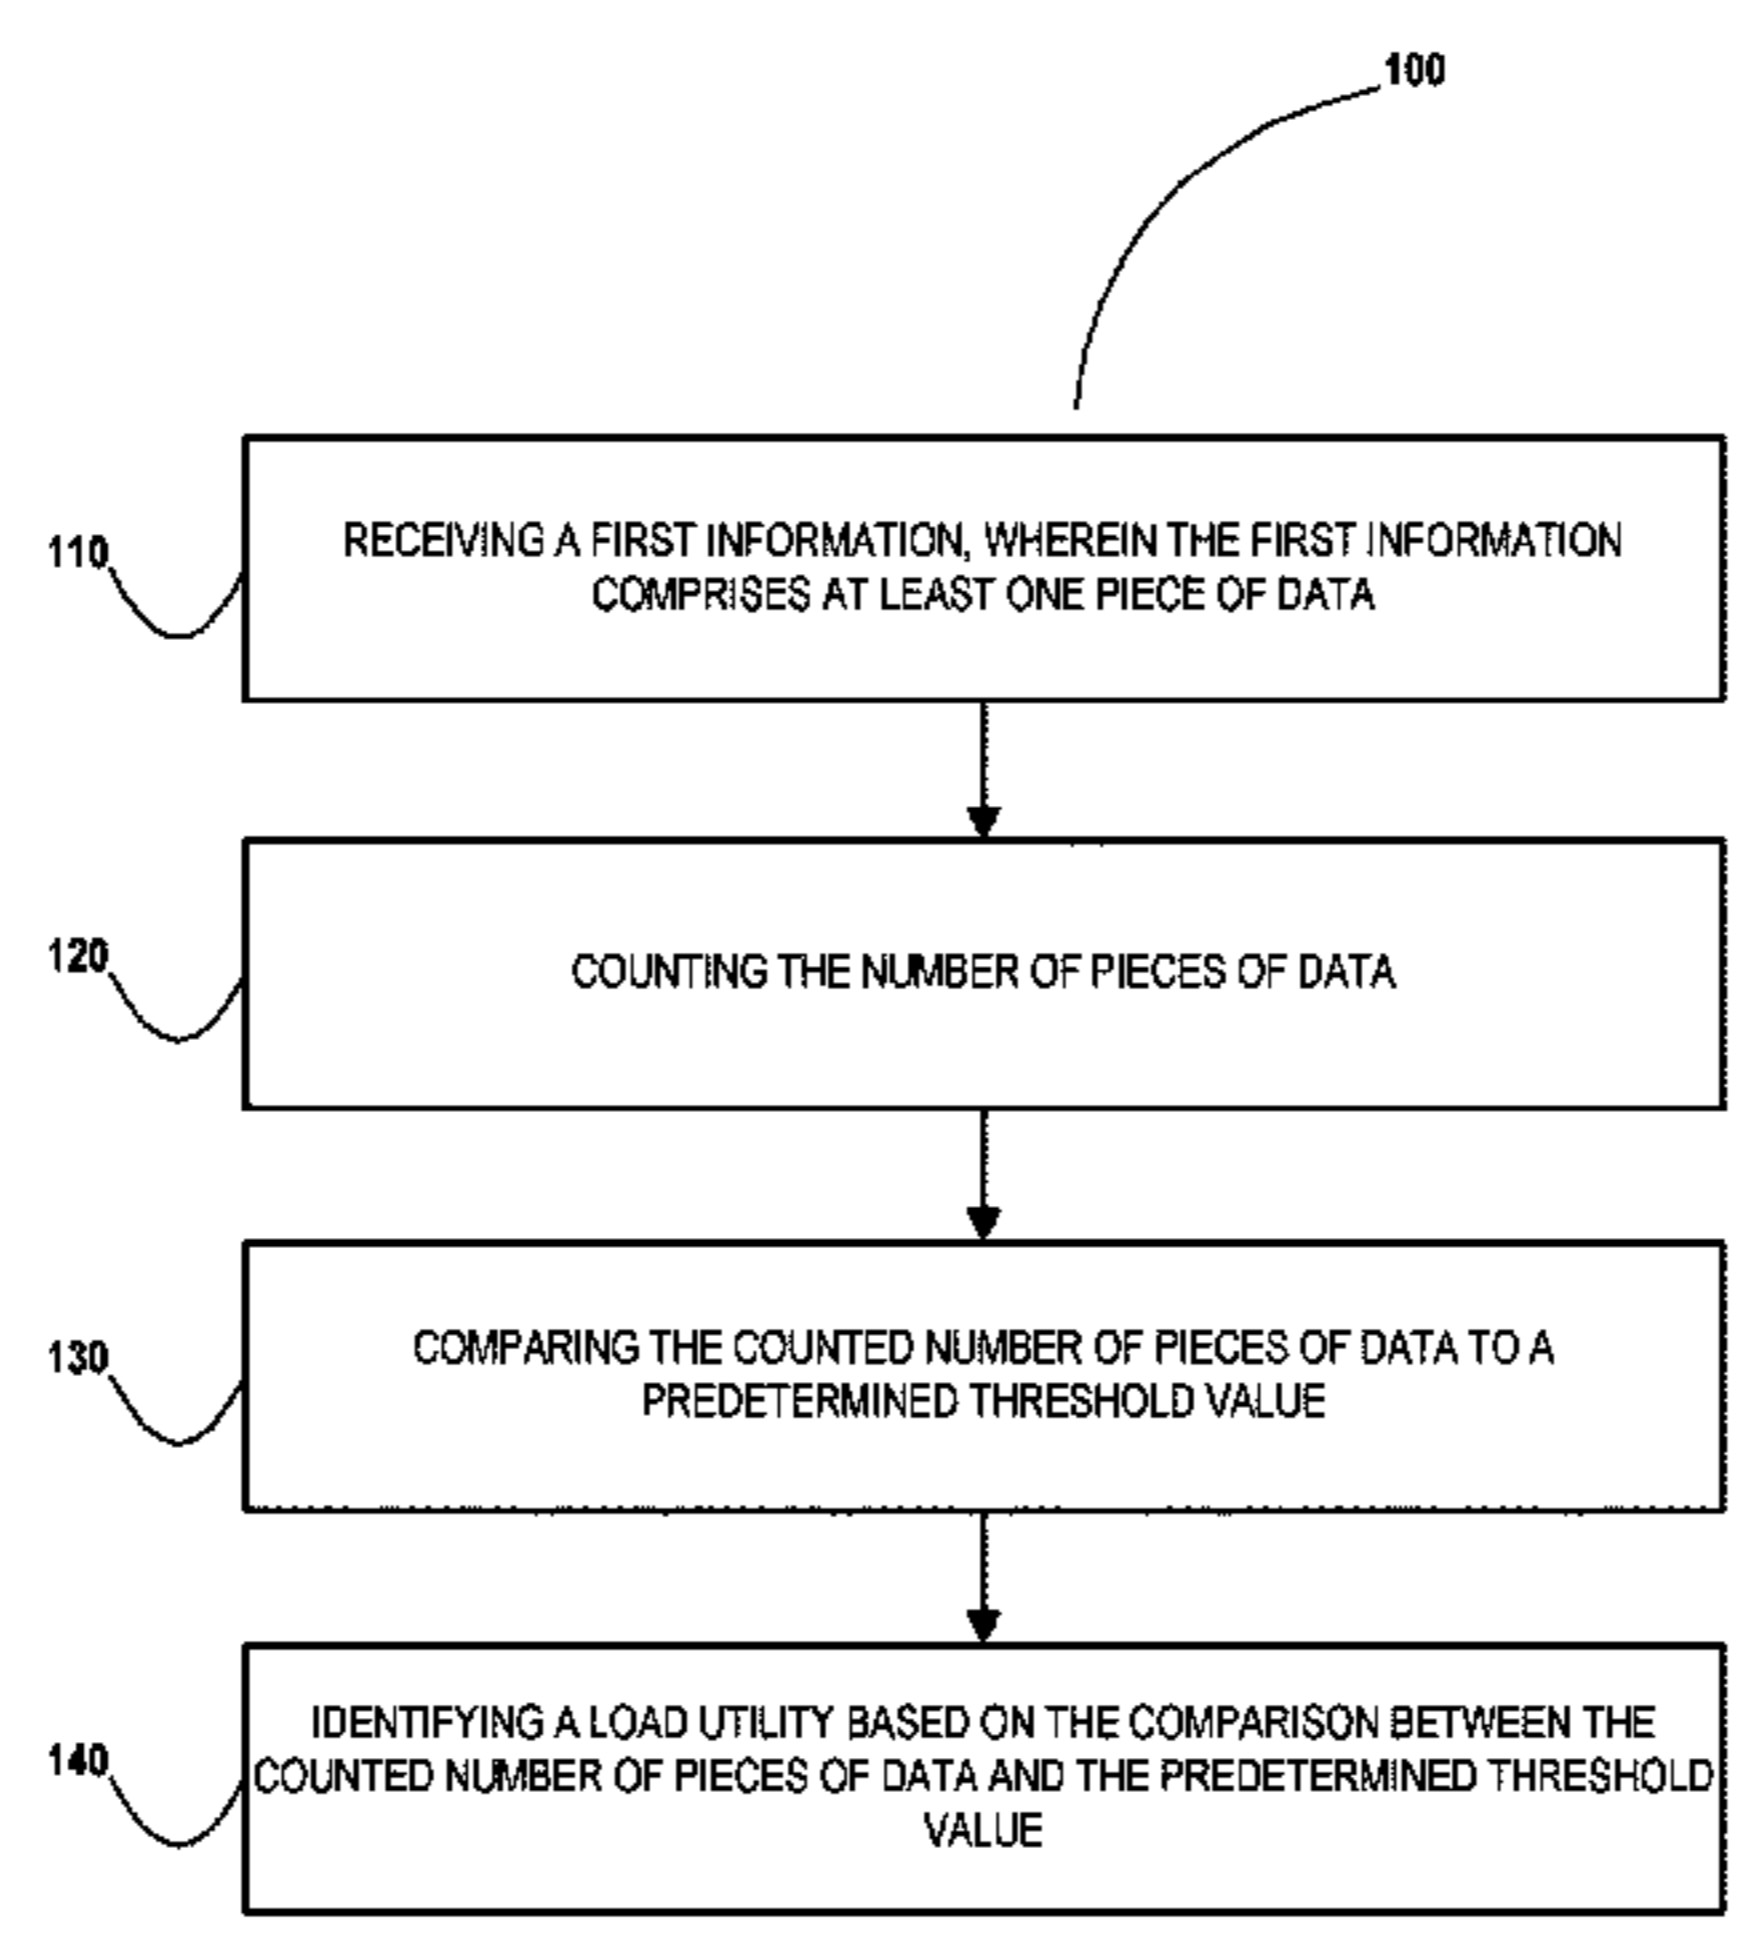 100
110
RECEIVING A FIRST INFORMATION, WHEREIN THE FIRST INFORMATION
COMPRISES AT LEAST ONE PIECE OF DATA
120
COUNTING THE NUMBER OF PIECES OF DATA
130
COMPARING THE COUNTED NUMBER OF PIECES OF DATA TO A
PREDETERMINED THRESHOLD VALUE
140
IDENTIFYING A LOAD UTILITY BASED ON THE COMPARISON BETWEEN THE
COUNTED NUMBER OF PIECES OF DATA AND THE PREDETERMINED THRESHOLD
VALUE